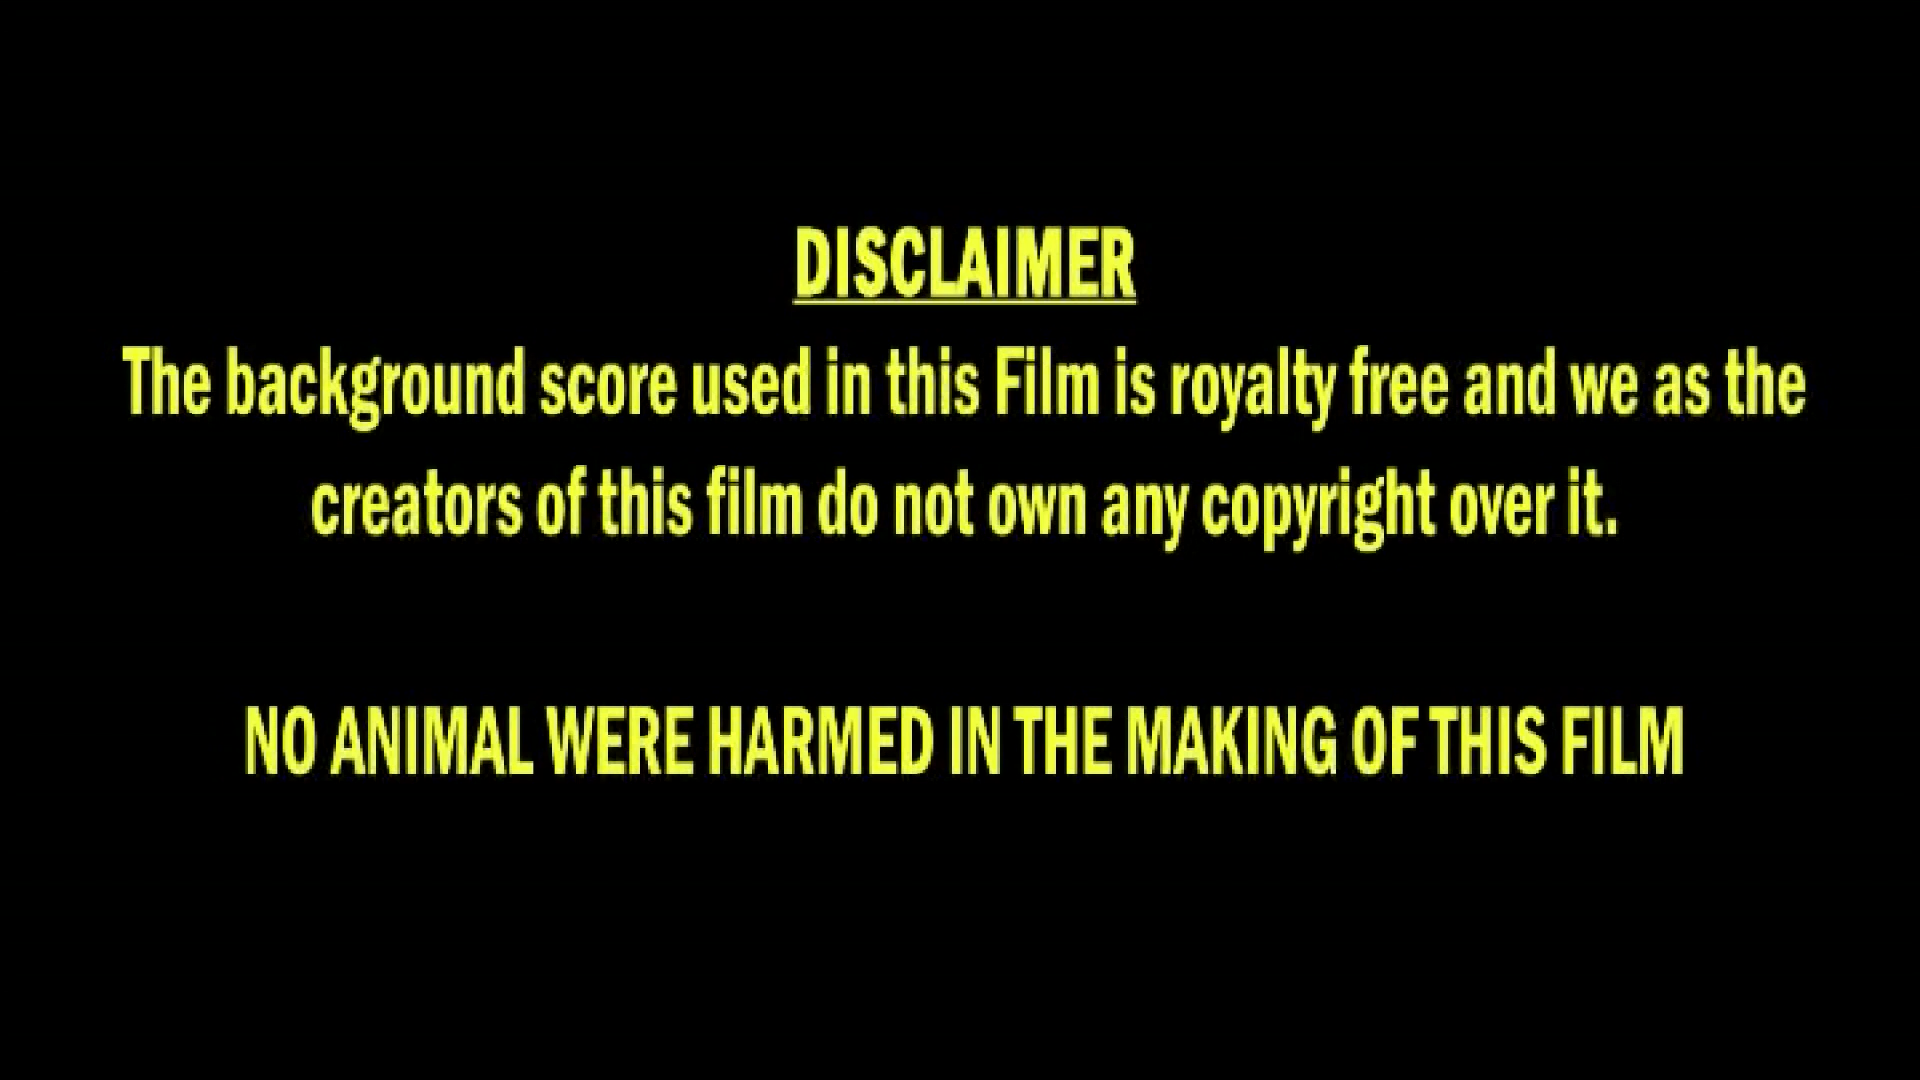 DISCLAIMER
The background score used in this Film is royalty free and we as the
creators of this film do not own any copyright over it.
NO ANIMAL WERE HARMED IN THE MAKING OF THIS FILM